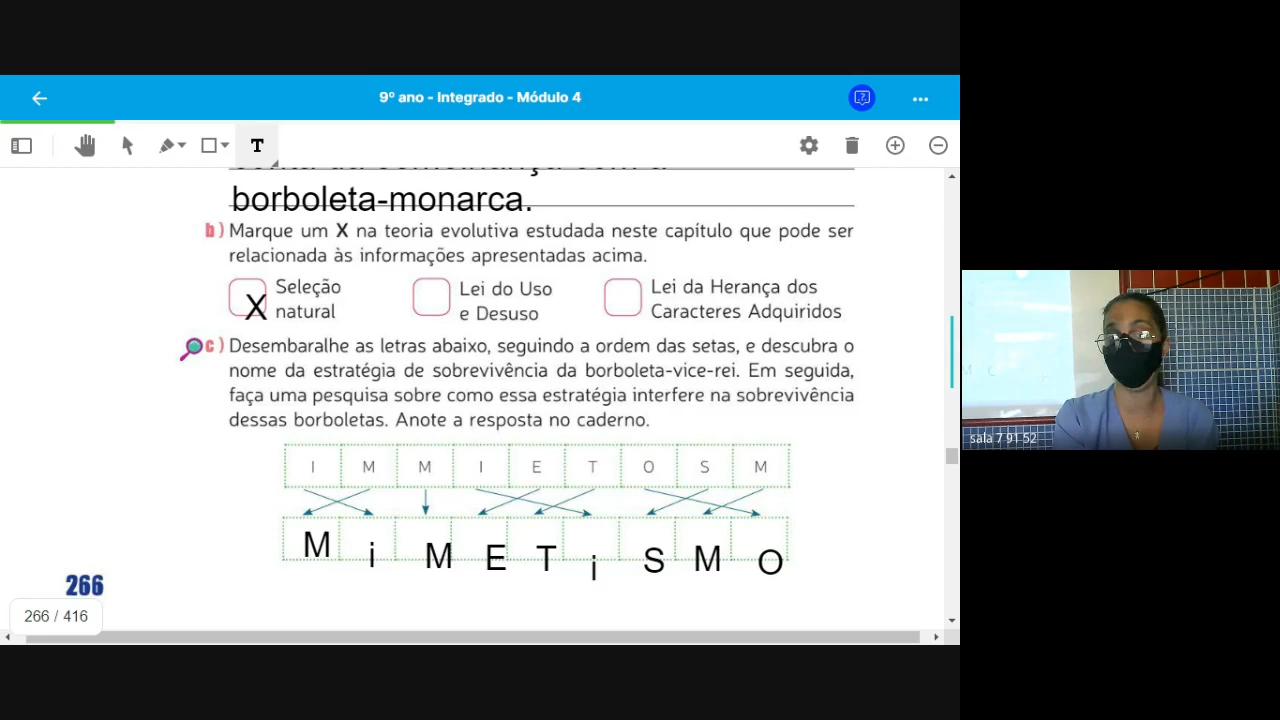 9º ano - Integrado - Módulo 4
T
borboleta-monarca.
b) Marque um X na teoria evolutiva estudada neste capítulo que pode ser
relacionada às informações apresentadas acima.
X Seleção natural
Lei do Uso e Desuso
Lei da Herança dos Caracteres Adquiridos
c) Desembaralhe as letras abaixo, seguindo a ordem das setas, e descubra o
nome da estratégia de sobrevivência da borboleta-vice-rei. Em seguida,
faça uma pesquisa sobre como essa estratégia interfere na sobrevivência
dessas borboletas. Anote a resposta no caderno.
I M M I E T O S M
M i M E T i S M O
266
266 / 416
sala 7 91 52